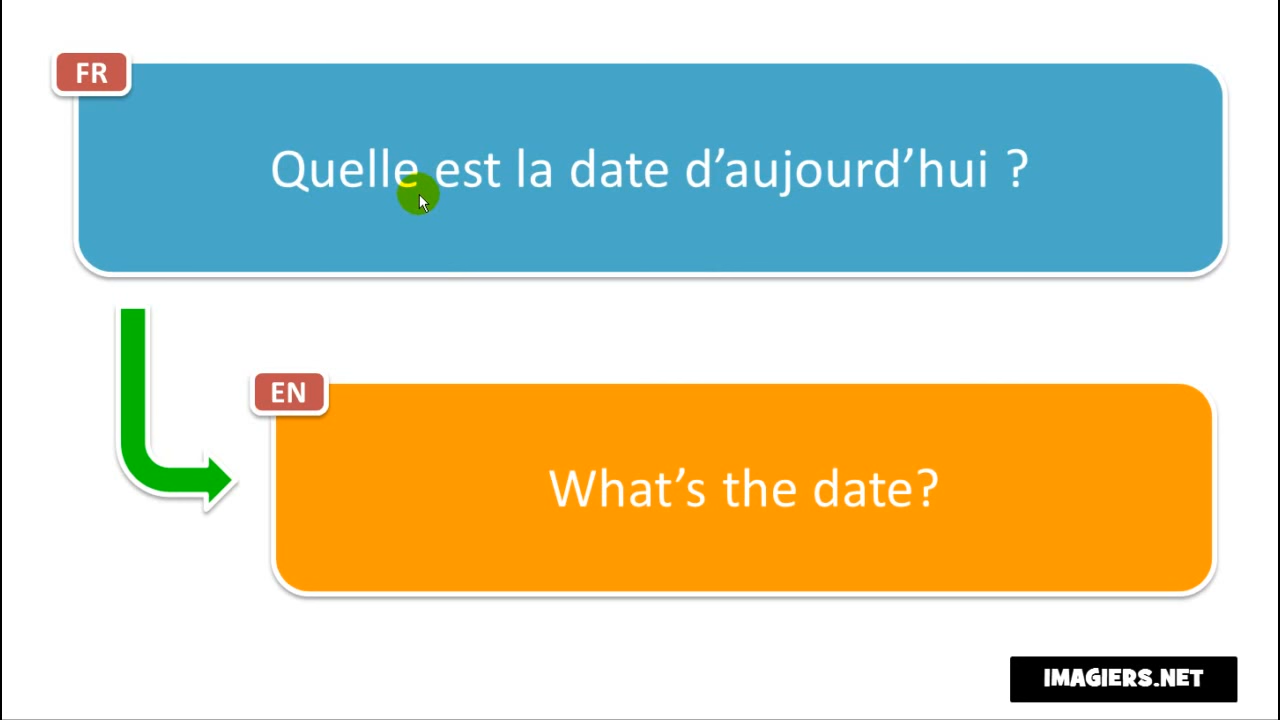 FR
Quelle est la date d’aujourd’hui ?
EN
What’s the date?
IMAGIERS.NET